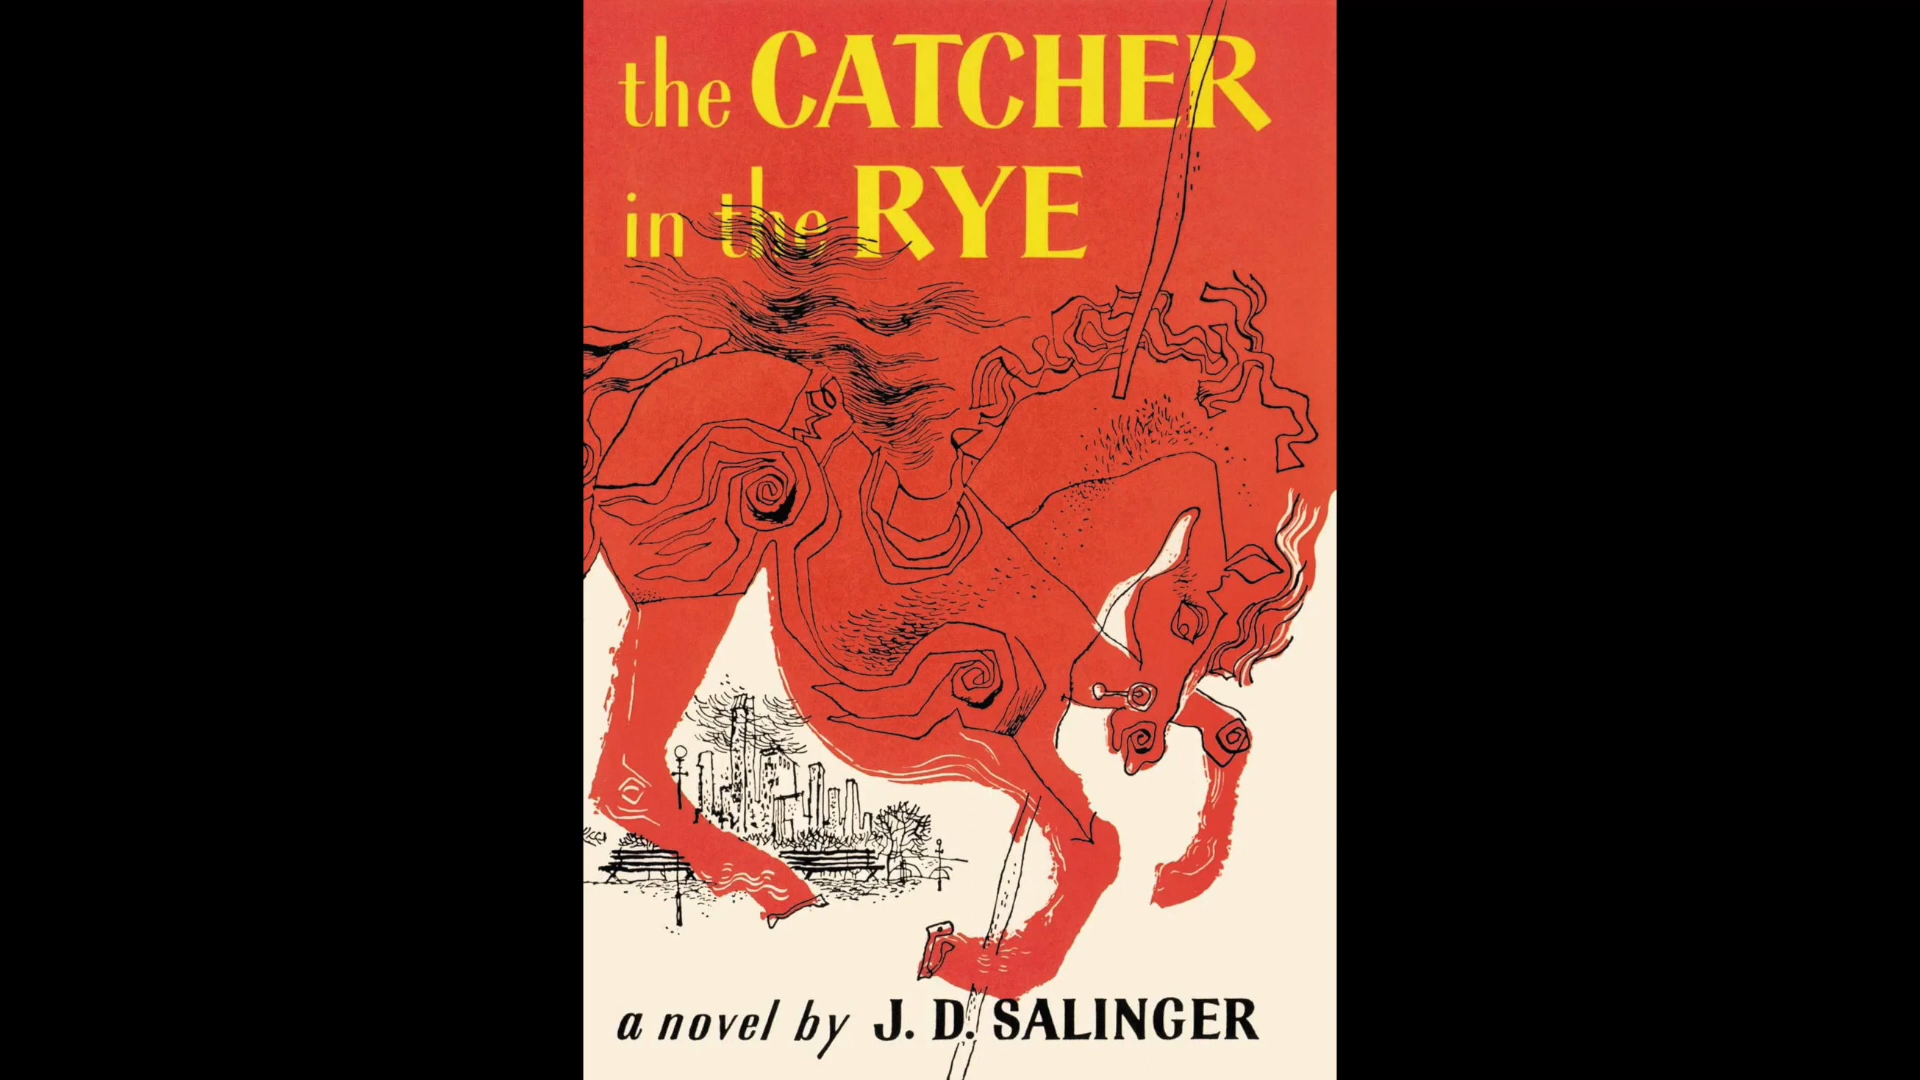 the CATCHER
in the RYE
a novel by J. D. SALINGER